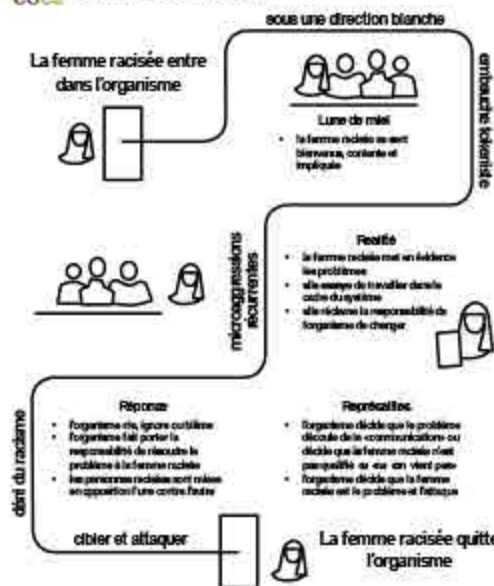 sous une direction blanche
La femme racisée entre
dans l'organisme
embauche tokeniste
Lune de miel
• la femme racisée se sent
bienvenue, contente et
impliquée
microaggressions
récurrentes
Réalité
• la femme racisée met en évidence
les problèmes
• elle essaye de travailler dans le
cadre du système
• elle réclame la responsabilité de
l'organisme de changer
déni du racisme
Réponse
• l'organisme nie, ignore ou blâme
• l'organisme fait porter la
responsabilité de résoudre le
problème à la femme racisée
• les personnes racisées sont mises
en opposition l'une contre l'autre
Représailles
• l'organisme décide que le problème
découle de la «communication» ou
décide que la femme racisée n'est
pas qualifié
• l'organisme décide que la femme
racisée est le problème et l'attaque
cibler et attaquer
La femme racisée quitte
l'organisme